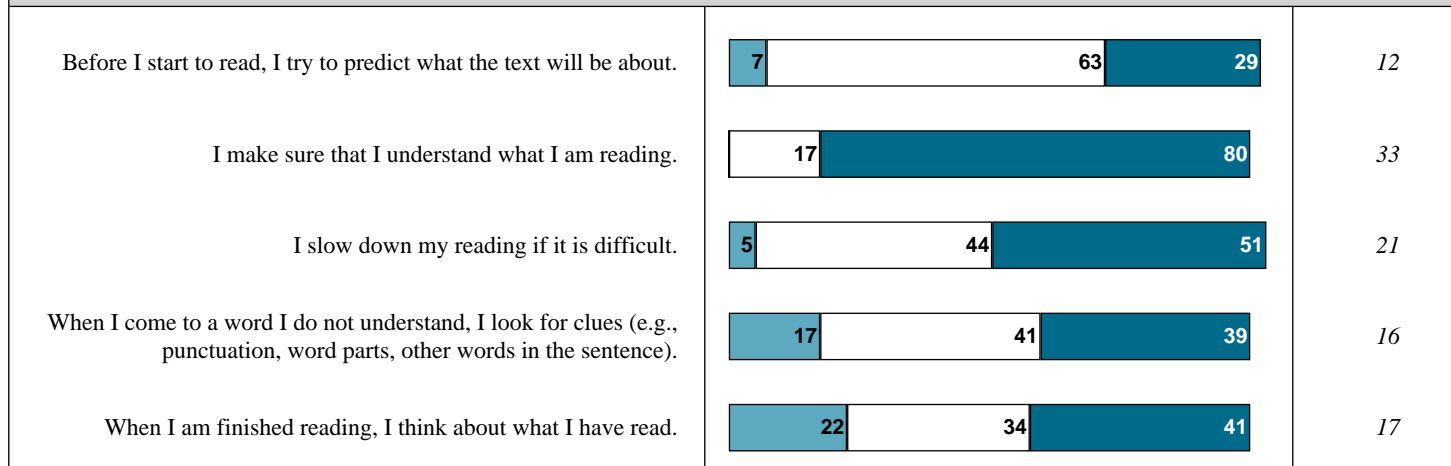 Before I start to read, I try to predict what the text will be about.
7 63 29 12
I make sure that I understand what I am reading.
17 80 33
I slow down my reading if it is difficult.
5 44 51 21
When I come to a word I do not understand, I look for clues (e.g.,
punctuation, word parts, other words in the sentence).
17 41 39 16
When I am finished reading, I think about what I have read.
22 34 41 17